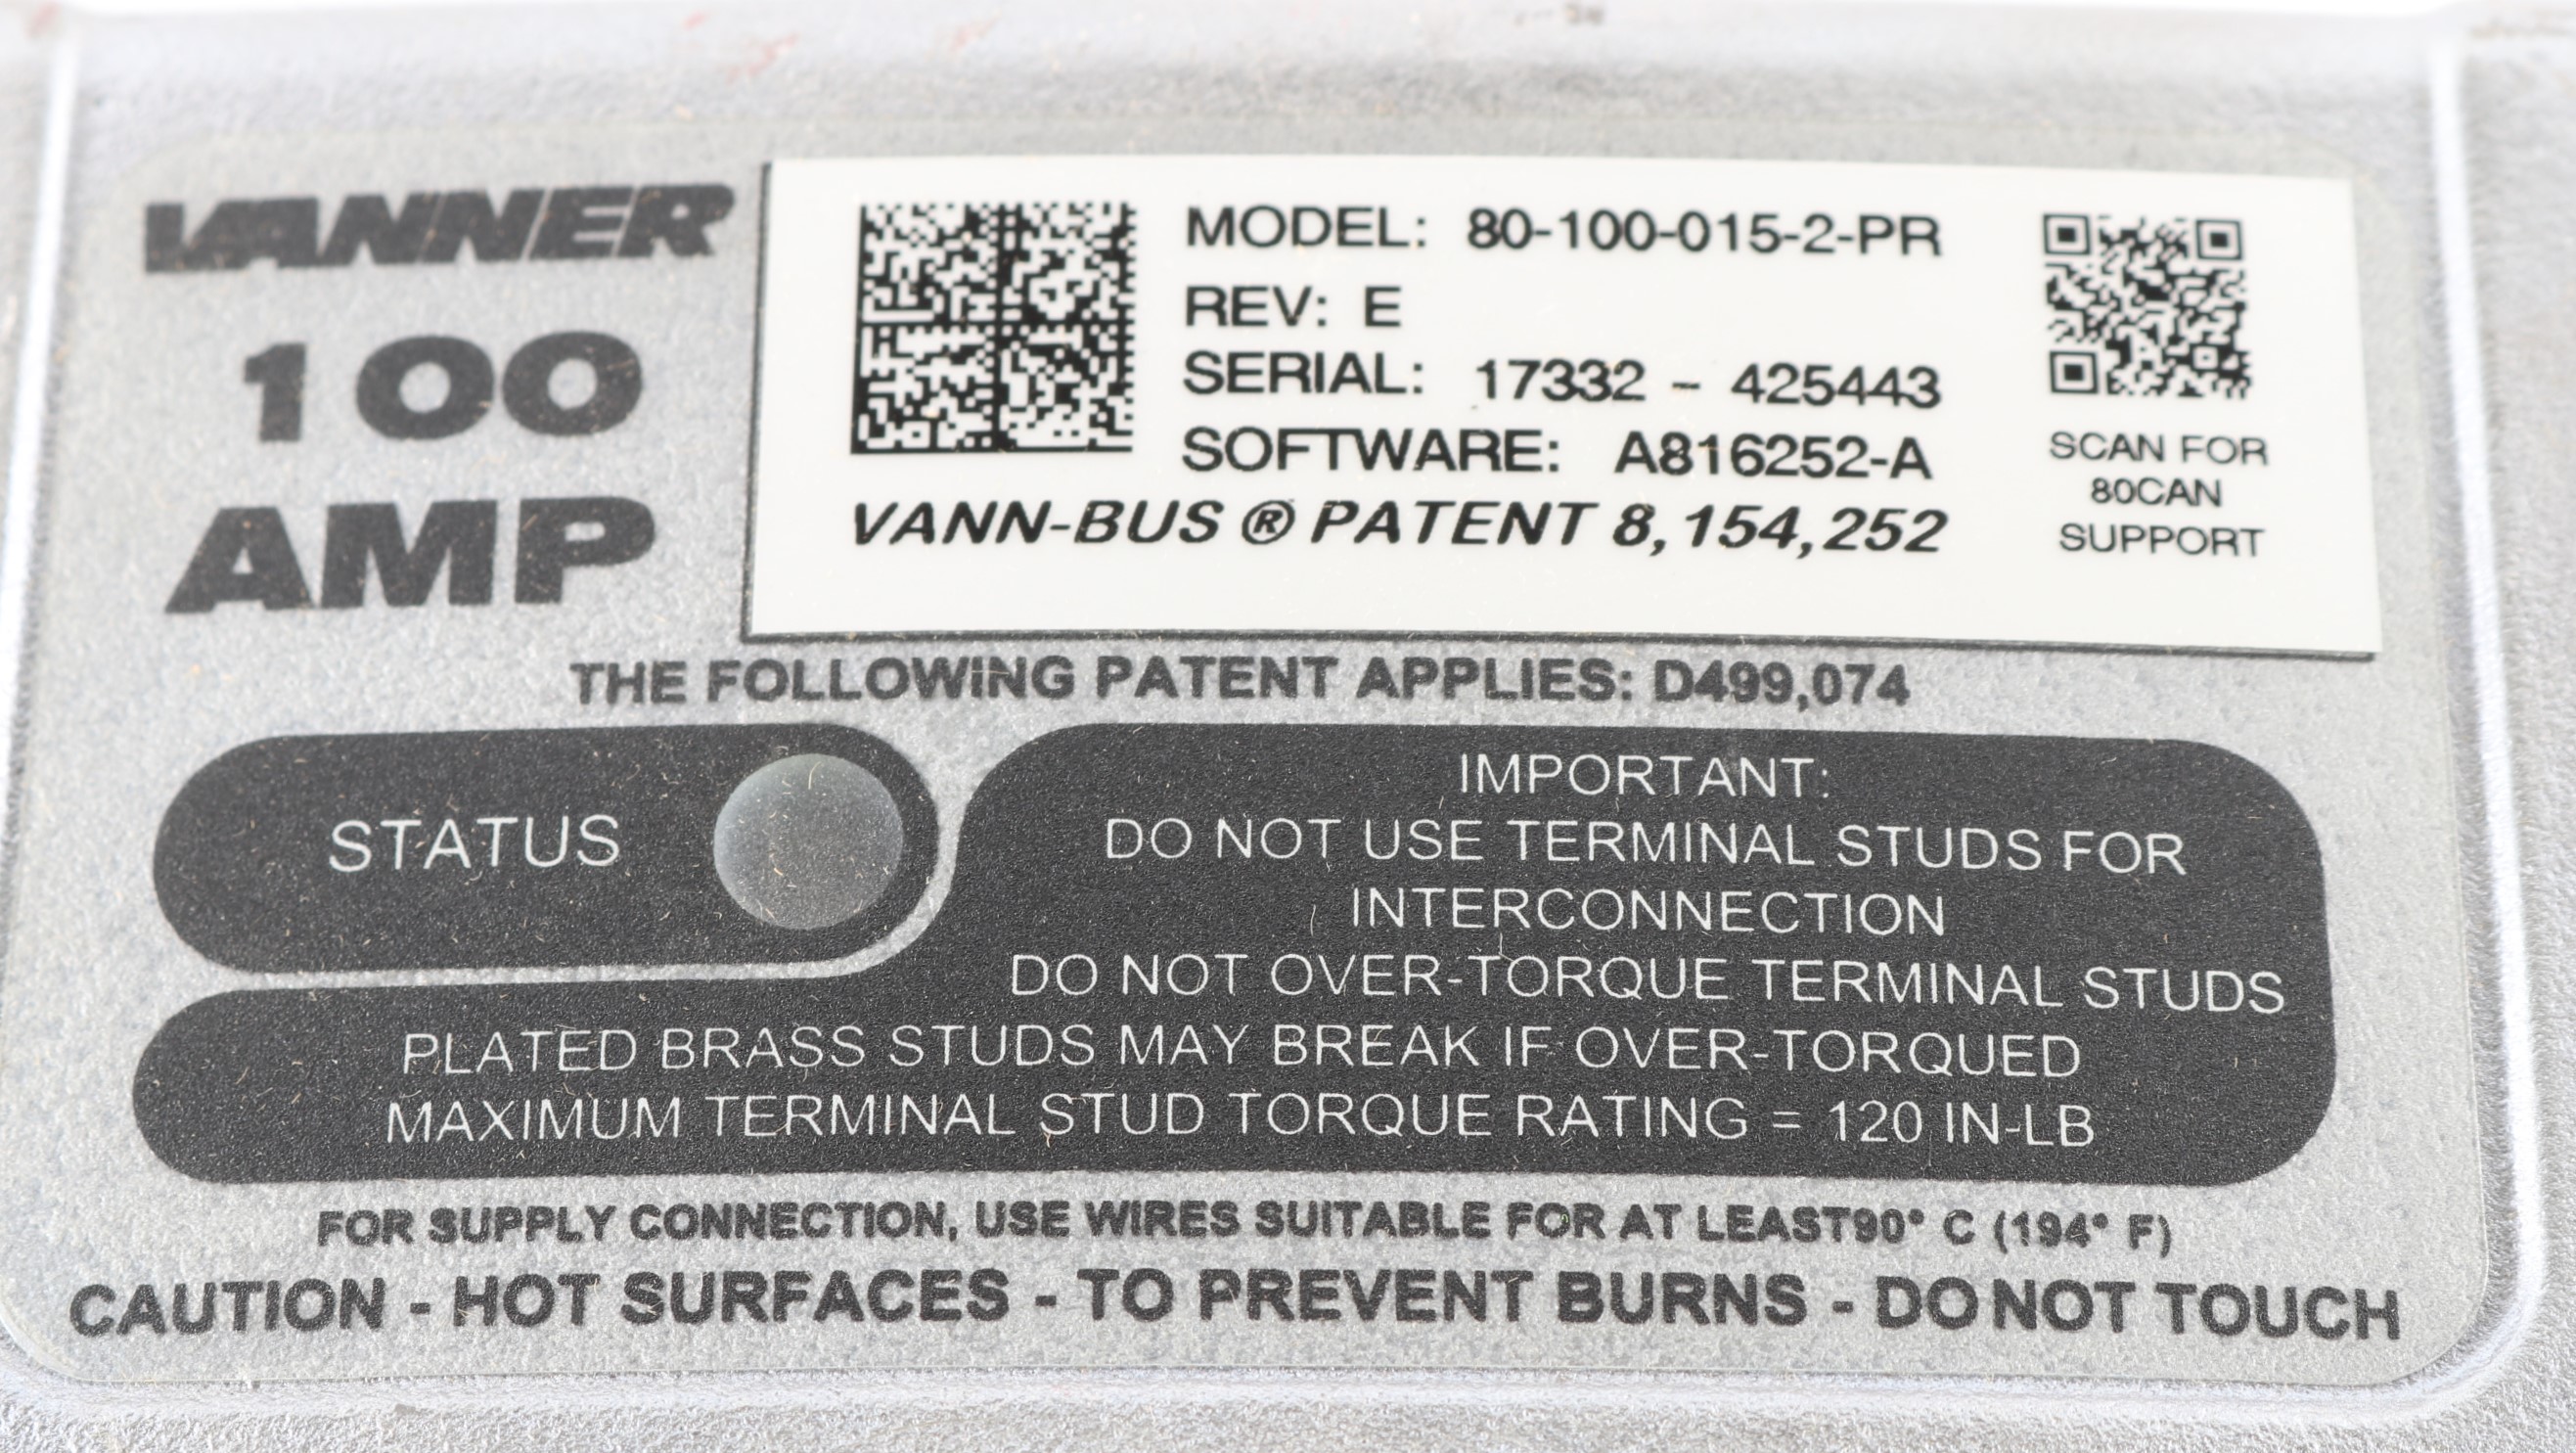 VANNER
100
AMP
MODEL: 80-100-015-2-PR
REV: E
SERIAL: 17332 - 425443
SOFTWARE: A816252-A
VANN-BUS ® PATENT 8,154,252
SCAN FOR
80CAN
SUPPORT
THE FOLLOWING PATENT APPLIES: D499,074
STATUS
IMPORTANT:
DO NOT USE TERMINAL STUDS FOR
INTERCONNECTION
DO NOT OVER-TORQUE TERMINAL STUDS
PLATED BRASS STUDS MAY BREAK IF OVER-TORQUED
MAXIMUM TERMINAL STUD TORQUE RATING = 120 IN-LB
FOR SUPPLY CONNECTION, USE WIRES SUITABLE FOR AT LEAST90° C (194° F)
CAUTION - HOT SURFACES - TO PREVENT BURNS - DO NOT TOUCH